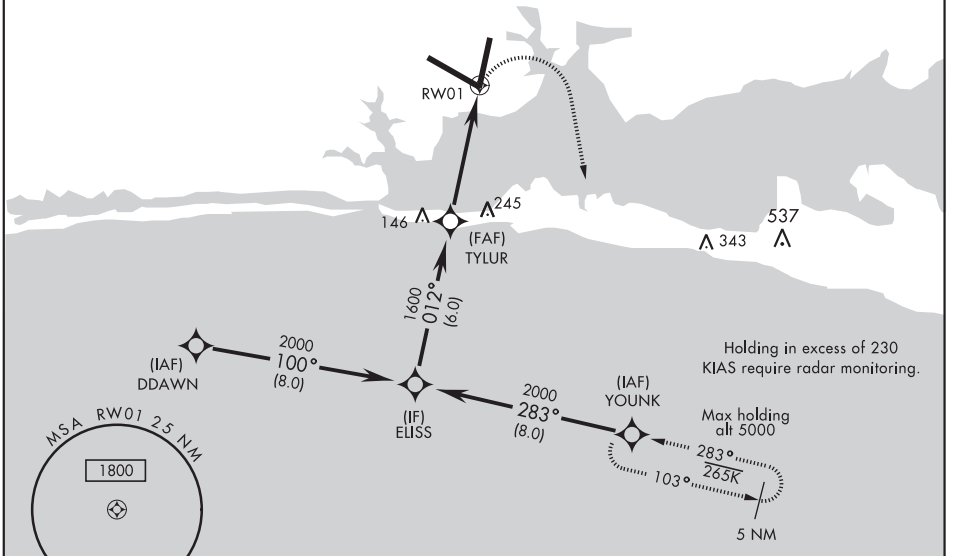 RW01
146
245
(FAF)
TYLUR
343
537
1600
012°
(6.0)
(IAF)
DDAWN
2000
100°
(8.0)
(IF)
ELISS
2000
283°
(8.0)
(IAF)
YOUNK
Holding in excess of 230
KIAS require radar monitoring.
Max holding
alt 5000
283°
265K
103°
5 NM
MSA RW01 25 NM
1800